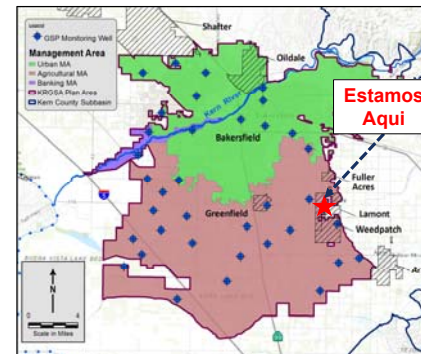 LEGEND
GSP Monitoring Well
Management Area
Urban MA
Agricultural MA
Banking MA
KRGSA Plan Area
Kern County Subbasin
Shafter
Oildale
Kern River
Estamos
Aqui
Bakersfield
Fuller
Acres
Greenfield
Lamont
Weedpatch
5
N
0
4
Scale in Miles